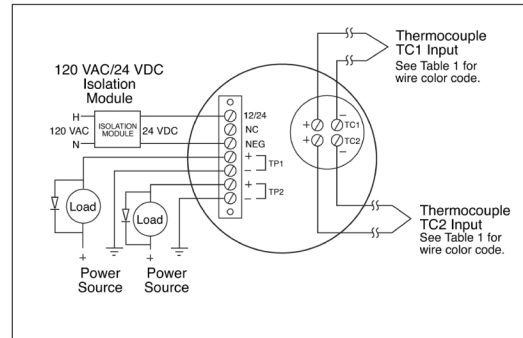 120 VAC/24 VDC
Isolation
Module
H
120 VAC
N
ISOLATION
MODULE
24 VDC
12/24
NC
NEG
+
TP1
−
+
TP2
−
Load
Load
+
Power
Source
+
Power
Source
−
+
TC1
+
TC2
−
Thermocouple
TC1 Input
See Table 1 for
wire color code.
Thermocouple
TC2 Input
See Table 1 for
wire color code.